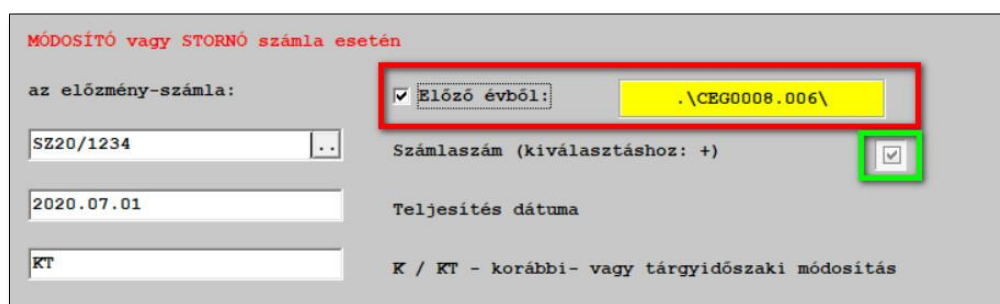 MÓDOSÍTÓ vagy STORNÓ számla esetén
az előzmény-számla:
Előző évből:
.\CEG0008.006\
SZ20/1234 ..
Számlaszám (kiválasztáshoz: +)
2020.07.01
Teljesítés dátuma
KT
K / KT - korábbi- vagy tárgyidőszaki módosítás